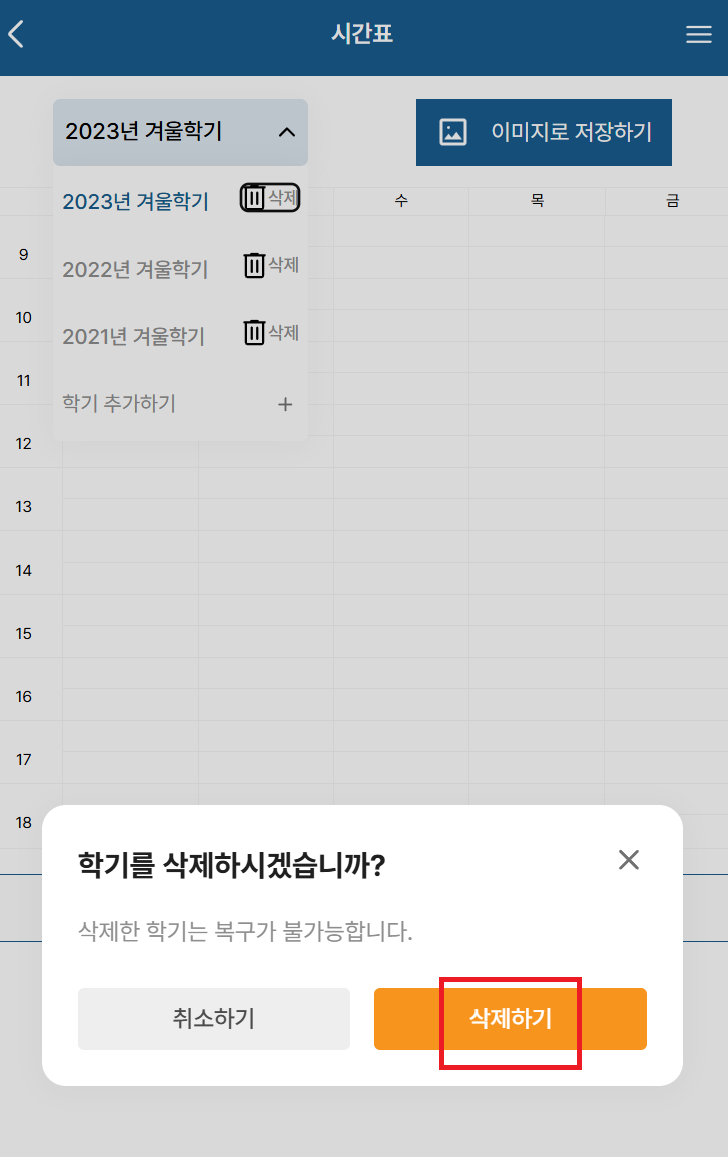 시간표
2023년 겨울학기
이미지로 저장하기
2023년 겨울학기 삭제
수 목 금
2022년 겨울학기 삭제
2021년 겨울학기 삭제
학기 추가하기 +
9
10
11
12
13
14
15
16
17
18
학기를 삭제하시겠습니까?
삭제한 학기는 복구가 불가능합니다.
취소하기 삭제하기